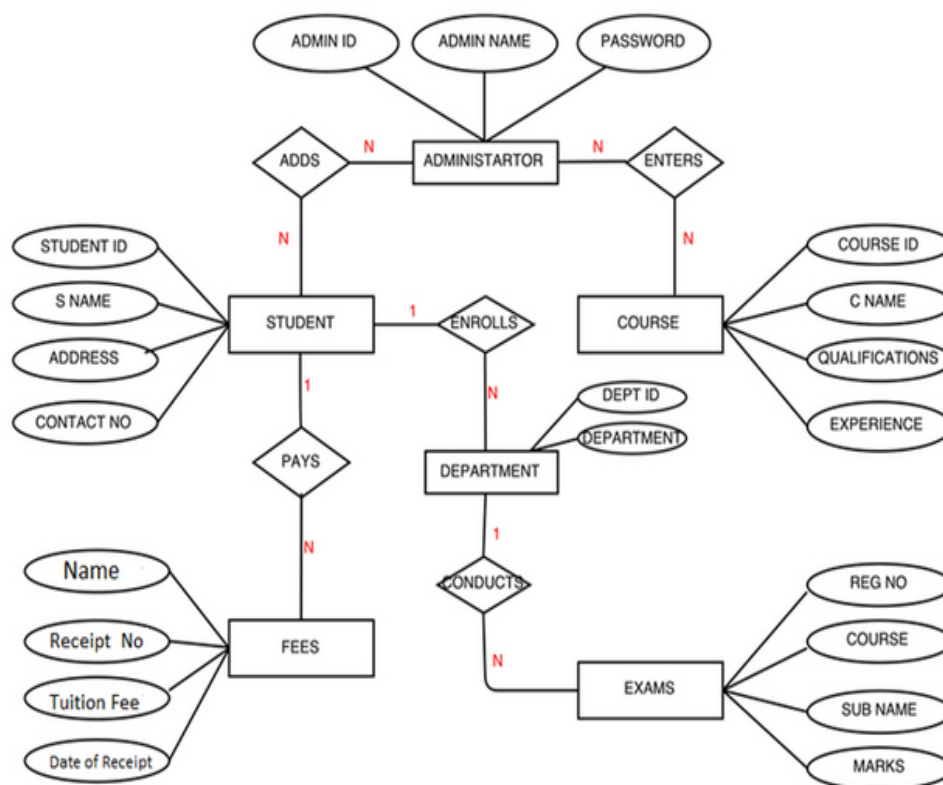 ADMIN ID
ADMIN NAME
PASSWORD
ADDS
N
ADMINISTARTOR
N
ENTERS
N
N
STUDENT ID
S NAME
ADDRESS
CONTACT NO
STUDENT
1
ENROLLS
COURSE
COURSE ID
C NAME
QUALIFICATIONS
EXPERIENCE
1
N
DEPT ID
DEPARTMENT
PAYS
DEPARTMENT
N
1
CONDUCTS
N
Name
Receipt No
Tuition Fee
Date of Receipt
FEES
EXAMS
REG NO
COURSE
SUB NAME
MARKS